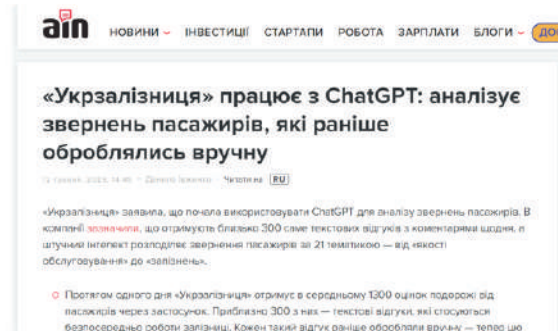 ain НОВИНИ ІНВЕСТИЦІЇ СТАРТАПИ РОБОТА ЗАРПЛАТИ БЛОГИ
«Укрзалізниця» працює з ChatGPT: аналізує
звернень пасажирів, які раніше
оброблялись вручну
Читати на RU
«Укрзалізниця» заявила, що почала використовувати ChatGPT для аналізу звернень пасажирів. В
компанії зазначили, що отримують близько 300 саме текстових відгуків з коментарями щодня, а
штучний інтелект розподіляє звернення пасажирів за 21 тематикою — від «якості
обслуговування» до «запізнень».
Протягом одного дня «Укрзалізниця» отримує в середньому 1300 оцінок подорожі від
пасажирів через застосунок. Приблизно 300 з них — текстові відгуки, які стосуються
безпосередньо роботи залізниці. Кожен такий відгук раніше обробляли вручну — тепер цю